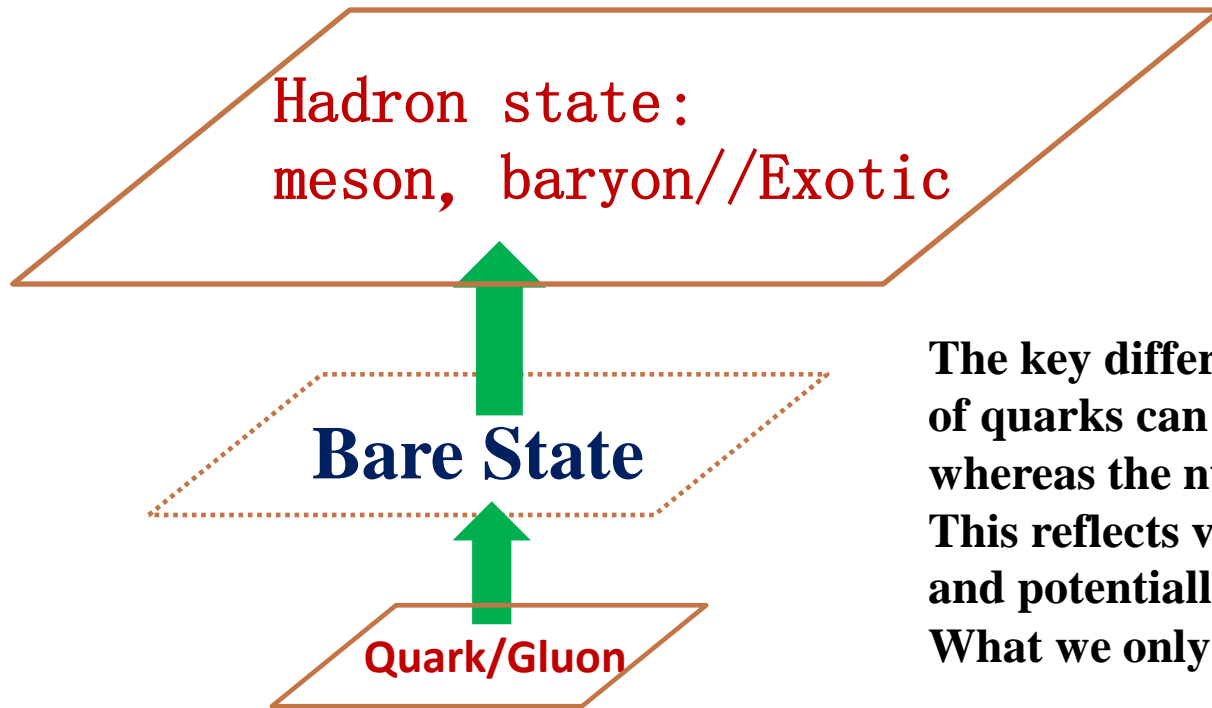 Hadron state:
meson, baryon//Exotic
Bare State
Quark/Gluon
The key differ
of quarks can
whereas the n
This reflects v
and potentiall
What we only